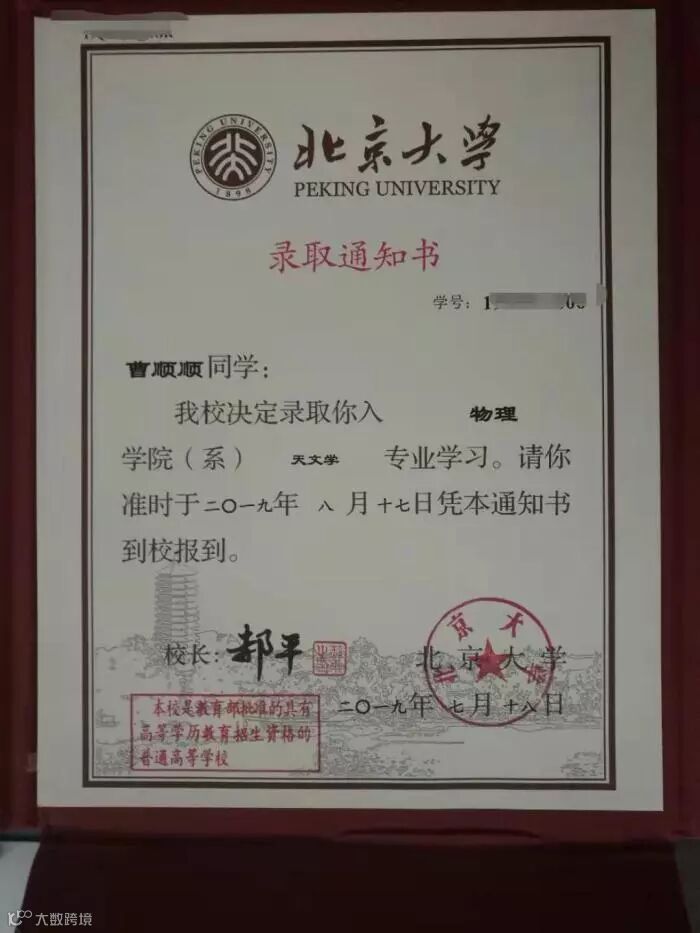 PEKING UNIVERSITY
1898
北京大学
PEKING UNIVERSITY
录取通知书
学号：
曹顺顺同学：
我校决定录取你入 物理
学院（系） 天文学 专业学习。请你
准时于二〇一九年 八 月 十七日凭本通知书
到校报到。
校长：郝平
北京大学
北京大学
二〇一九年 七月 十八日
本校是教育部批准的具有
高等学历教育招生资格的
普通高等学校
大数跨境